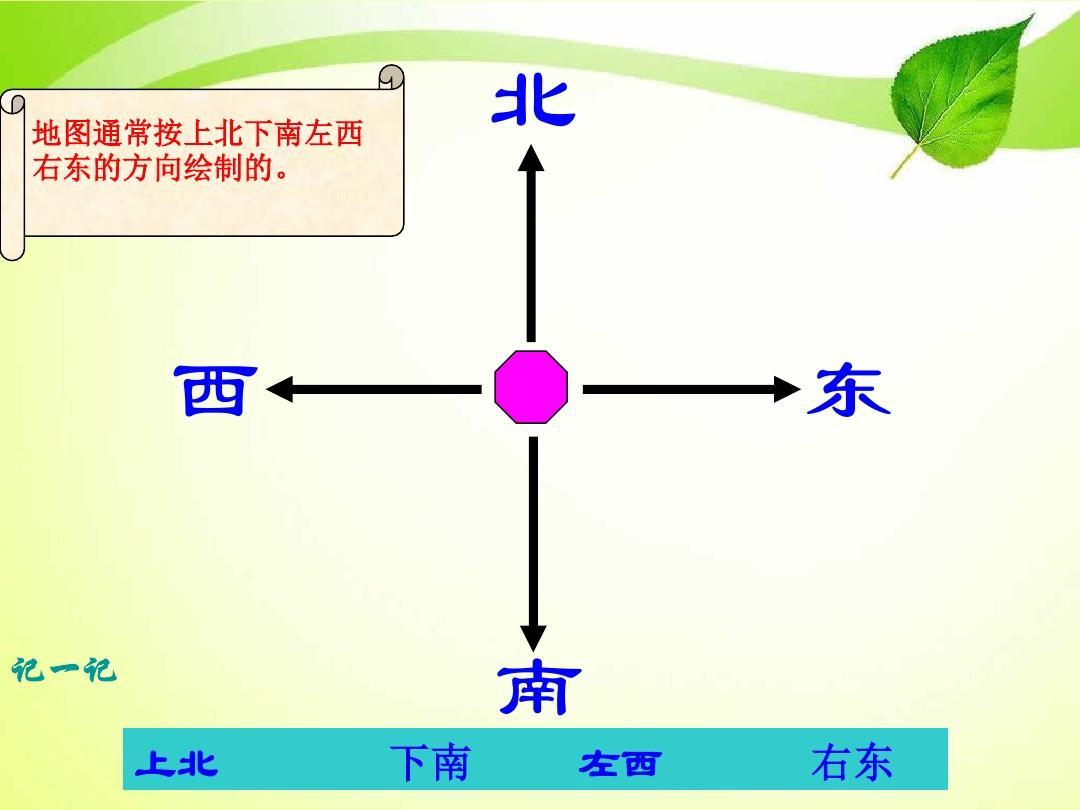 北
地图通常按上北下南左西
右东的方向绘制的。
西
东
记一记
南
上北 下南 左西 右东